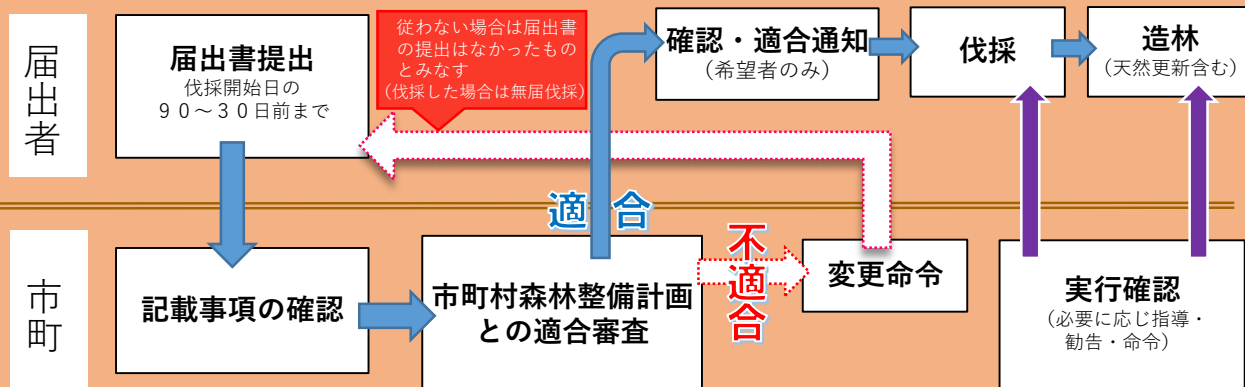 届出者
届出書提出
伐採開始日の
９０～３０日前まで
従わない場合は届出書
の提出はなかったもの
とみなす
（伐採した場合は無届伐採）
確認・適合通知
（希望者のみ）
伐採
造林
（天然更新含む）
適合
不適合
市町
記載事項の確認
市町村森林整備計画
との適合審査
変更命令
実行確認
（必要に応じ指導・
勧告・命令）